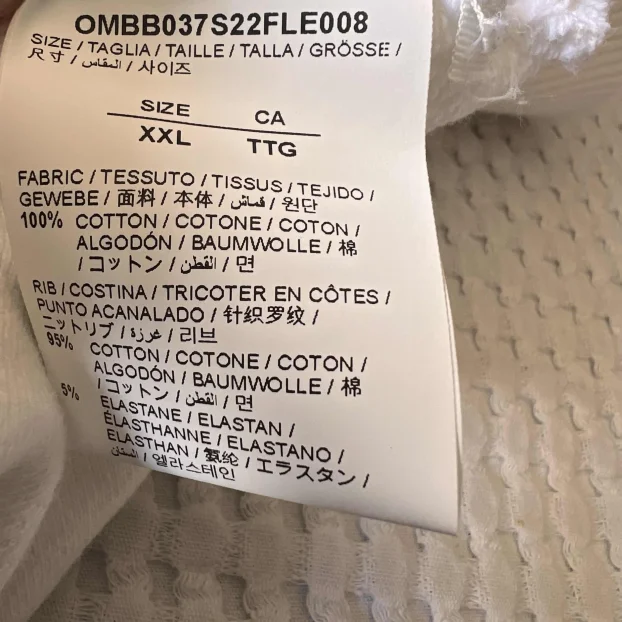 OMBB037S22FLE008
SIZE / TAGLIA / TAILLE / TALLA / GRÖSSE /
尺寸 / المقاس / 사이즈
SIZE CA
XXL TTG
FABRIC / TESSUTO / TISSUS / TEJIDO /
GEWEBE / 面料 / 本体 / قماش / 원단
100% COTTON / COTONE / COTON /
ALGODÓN / BAUMWOLLE / 棉
/ コットン / القطن / 면
RIB / COSTINA / TRICOTER EN CÔTES /
PUNTO ACANALADO / 针织罗纹 /
ニットリブ / غرزة / 리브
95% COTTON / COTONE / COTON /
ALGODÓN / BAUMWOLLE / 棉
/ コットン / القطن / 면
5% ELASTANE / ELASTAN /
ÉLASTHANNE / ELASTANO /
ELASTHAN / 氨纶 / エラスタン /
/ 엘라스테인